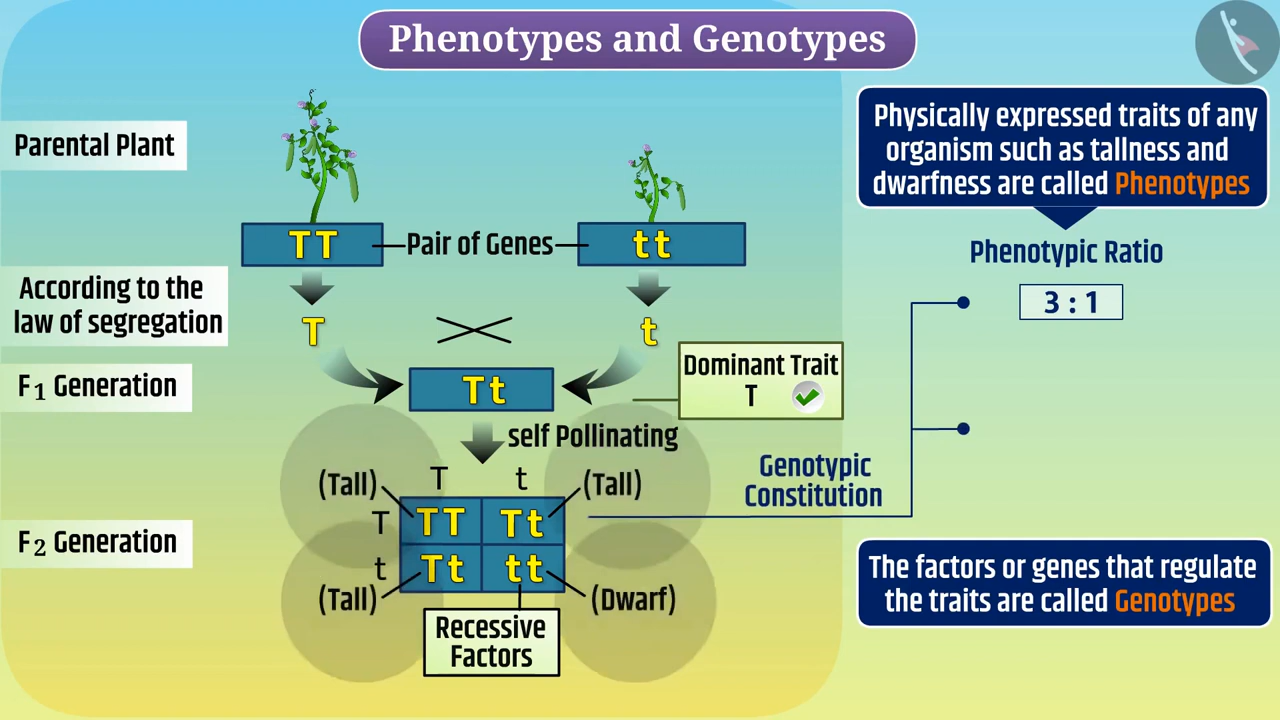 Phenotypes and Genotypes
Parental Plant
TT
Pair of Genes
tt
According to the
law of segregation
T
t
F1 Generation
Tt
Dominant Trait
T
self Pollinating
F2 Generation
T
t
(Tall)
(Tall)
T
TT
Tt
t
Tt
tt
(Tall)
(Dwarf)
Recessive
Factors
Genotypic
Constitution
Physically expressed traits of any
organism such as tallness and
dwarfness are called Phenotypes
Phenotypic Ratio
3 : 1
The factors or genes that regulate
the traits are called Genotypes